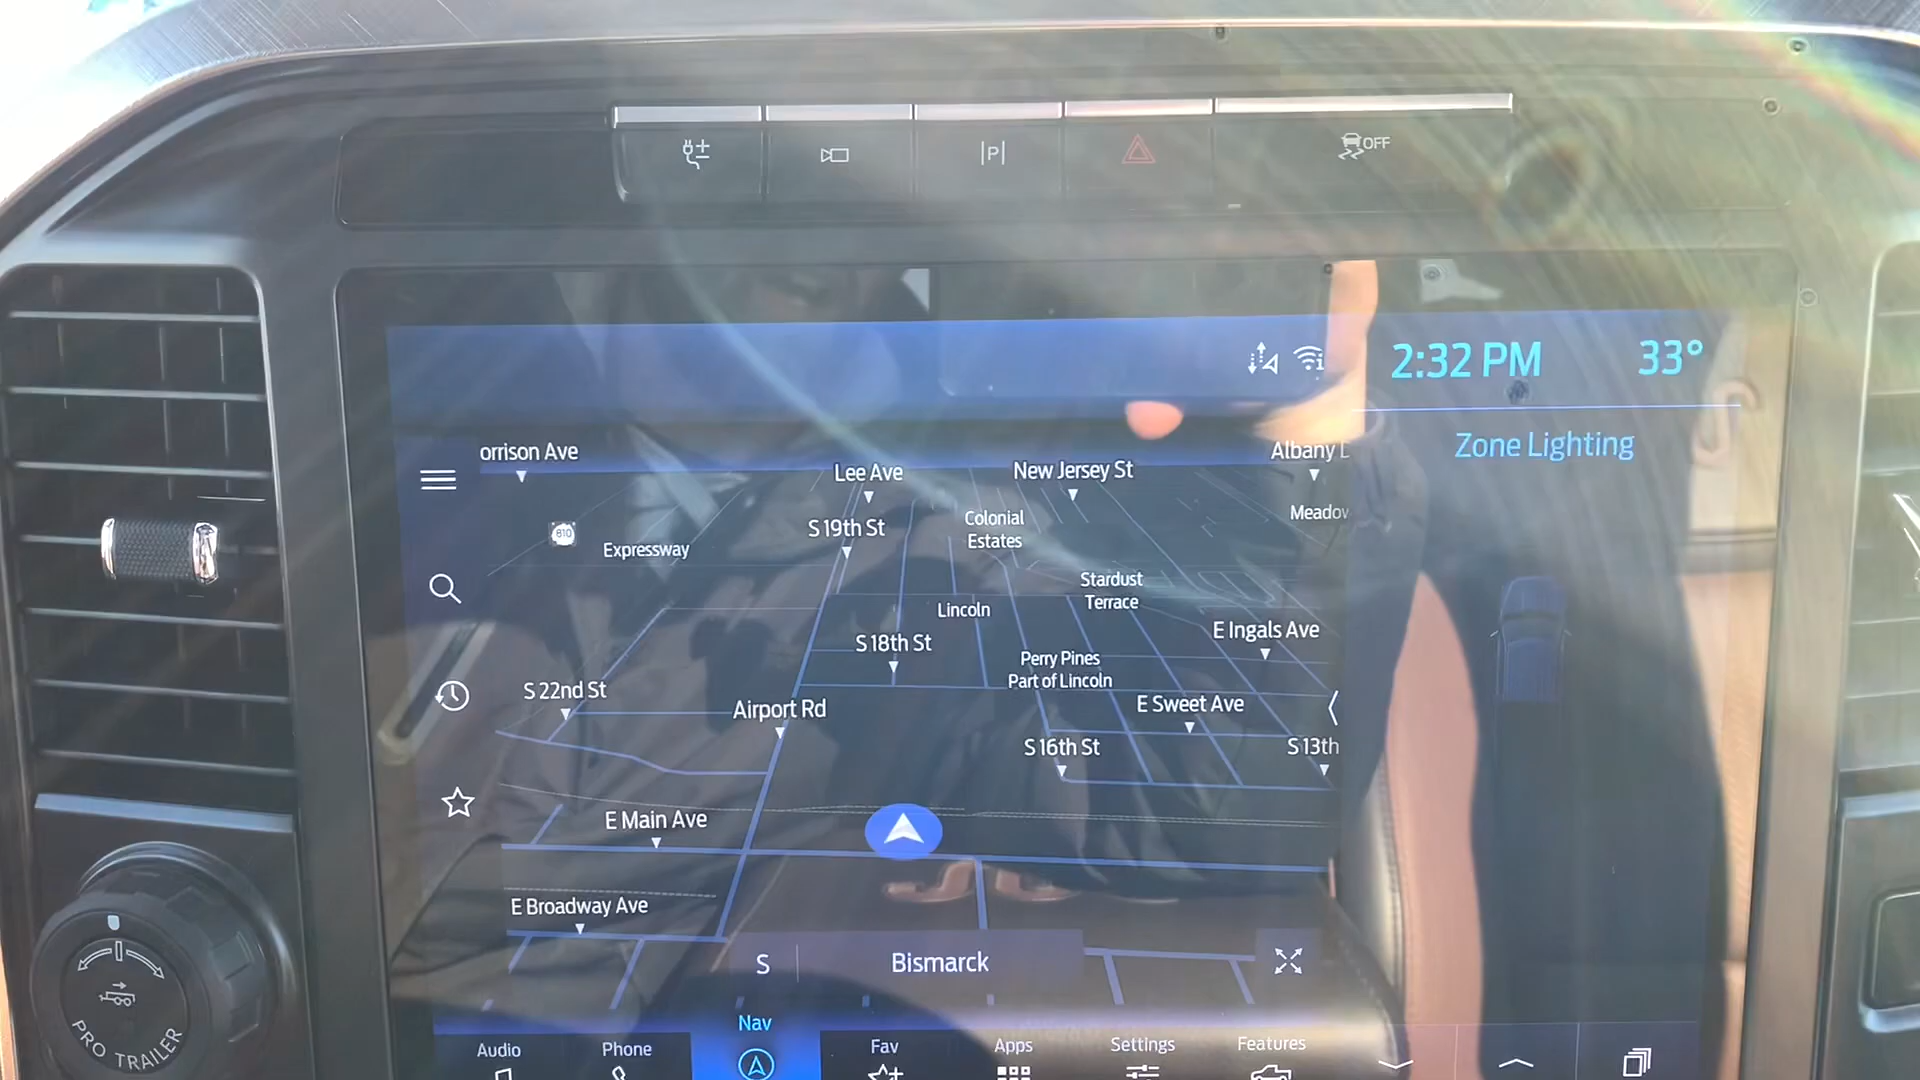 |P|
OFF
2:32 PM
33°
Zone Lighting
orrison Ave
Lee Ave
New Jersey St
Albany
Meadov
810
Expressway
S 19th St
Colonial
Estates
Stardust
Terrace
Lincoln
S 18th St
E Ingals Ave
Perry Pines
Part of Lincoln
S 22nd St
Airport Rd
E Sweet Ave
S 16th St
S 13th
E Main Ave
E Broadway Ave
S
Bismarck
PRO TRAILER
Audio
Phone
Nav
Fav
Apps
Settings
Features